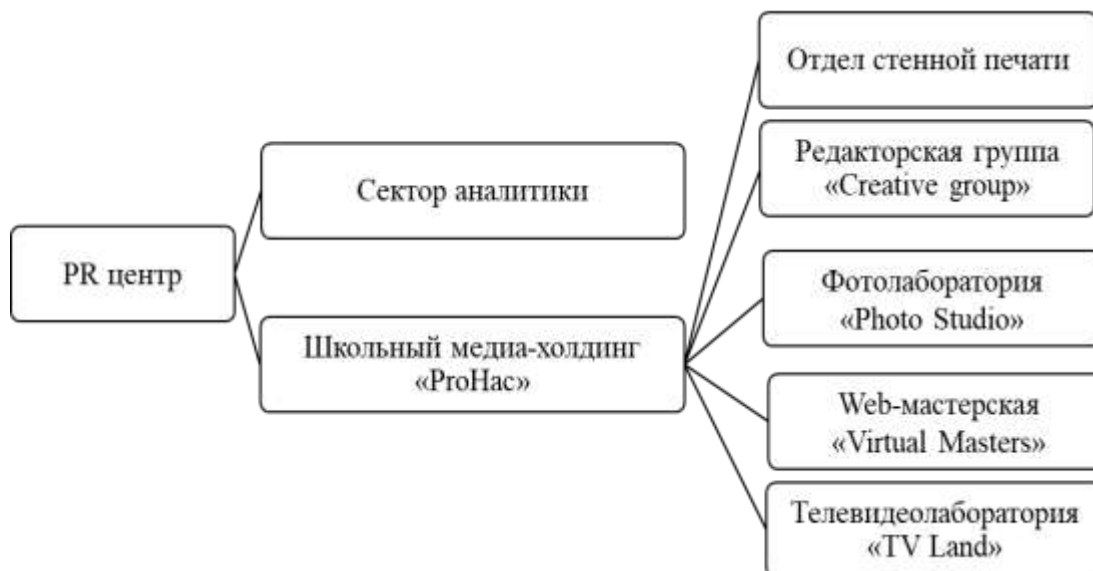 PR центр
Сектор аналитики
Школьный медиа-холдинг
«ProНас»
Отдел стенной печати
Редакторская группа
«Creative group»
Фотолаборатория
«Photo Studio»
Web-мастерская
«Virtual Masters»
Телевидеолаборатория
«TV Land»